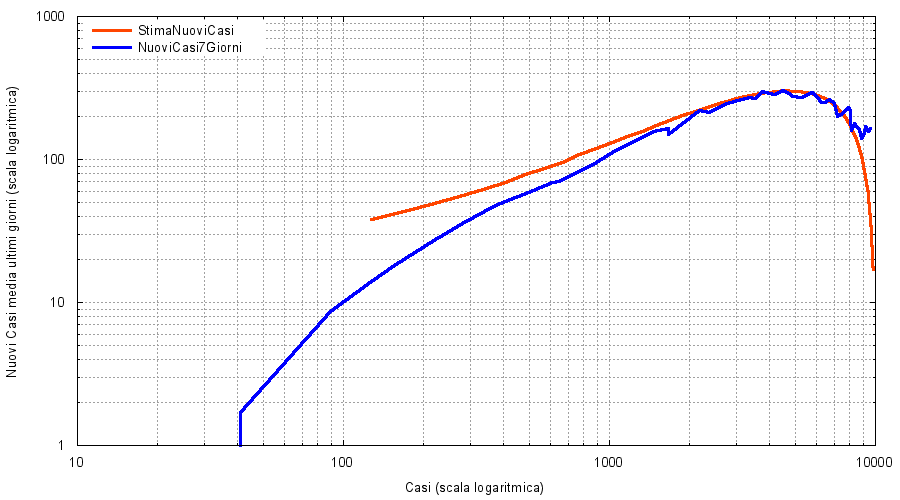 1000
StimaNuoviCasi
NuoviCasi7Giorni
100
10
1
Nuovi Casi media ultimi giorni (scala logaritmica)
10
100
1000
10000
Casi (scala logaritmica)